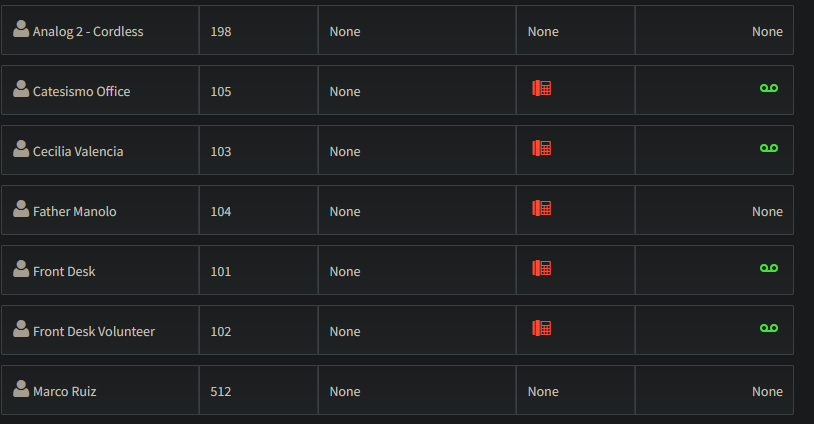 Analog 2 - Cordless 198 None None None
Catesismo Office 105 None
Cecilia Valencia 103 None
Father Manolo 104 None None
Front Desk 101 None
Front Desk Volunteer 102 None
Marco Ruiz 512 None None None